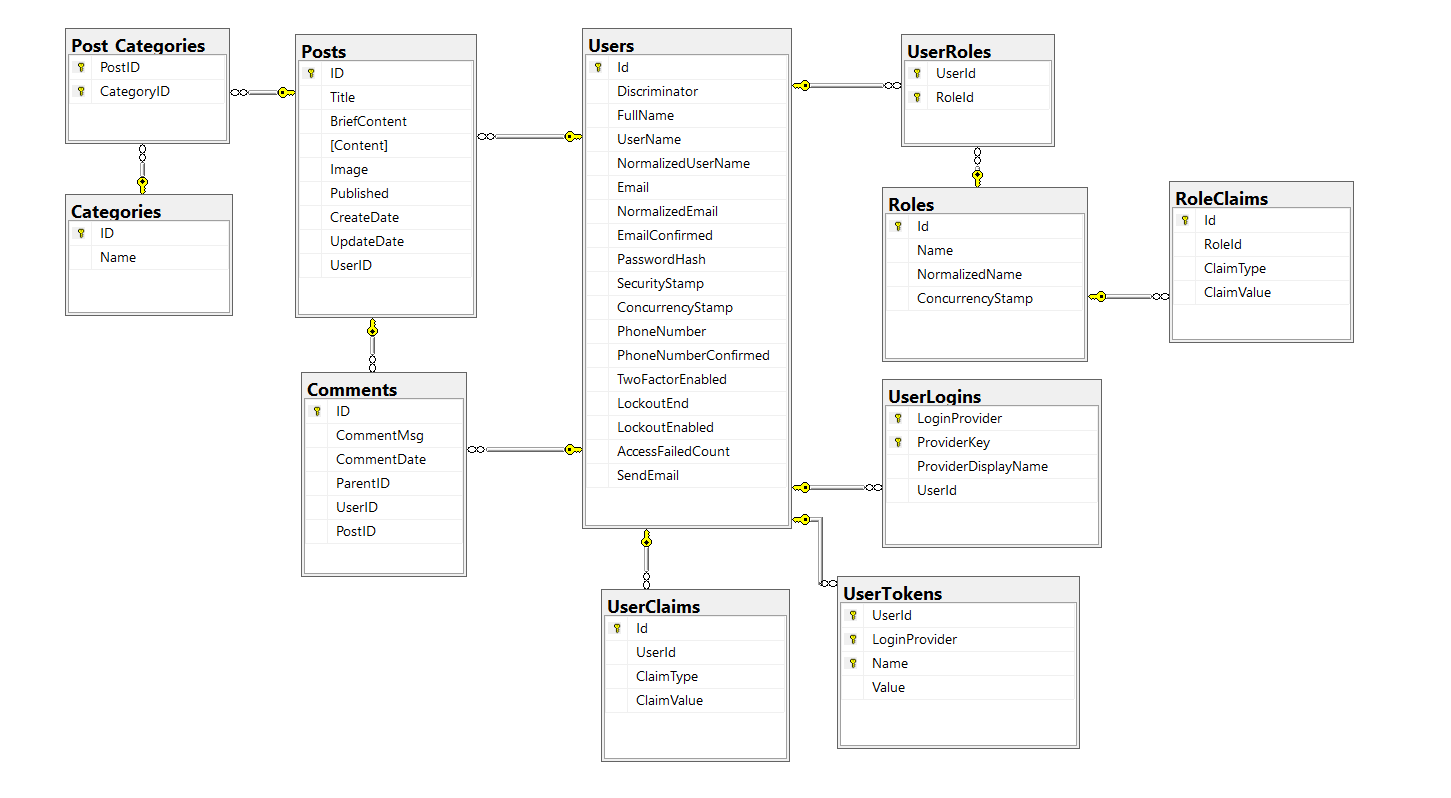 Post_Categories
PostID
CategoryID
Categories
ID
Name
Posts
ID
Title
BriefContent
[Content]
Image
Published
CreateDate
UpdateDate
UserID
Comments
ID
CommentMsg
CommentDate
ParentID
UserID
PostID
Users
Id
Discriminator
FullName
UserName
NormalizedUserName
Email
NormalizedEmail
EmailConfirmed
PasswordHash
SecurityStamp
ConcurrencyStamp
PhoneNumber
PhoneNumberConfirmed
TwoFactorEnabled
LockoutEnd
LockoutEnabled
AccessFailedCount
SendEmail
UserClaims
Id
UserId
ClaimType
ClaimValue
UserRoles
UserId
RoleId
Roles
Id
Name
NormalizedName
ConcurrencyStamp
RoleClaims
Id
RoleId
ClaimType
ClaimValue
UserLogins
LoginProvider
ProviderKey
ProviderDisplayName
UserId
UserTokens
UserId
LoginProvider
Name
Value